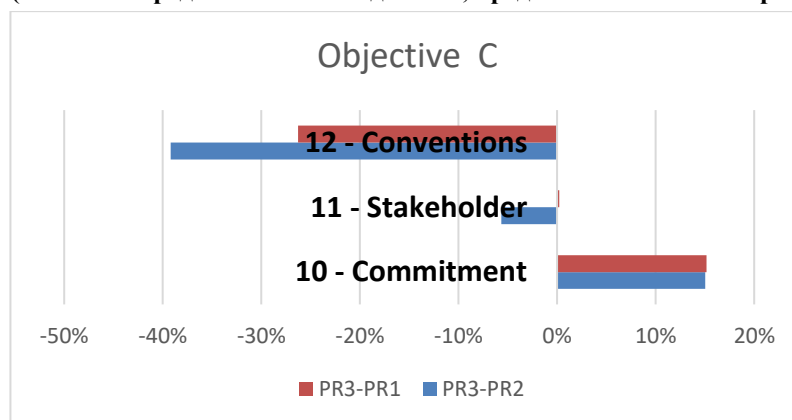 Objective C
12 - Conventions
11 - Stakeholder
10 - Commitment
-50% -40% -30% -20% -10% 0% 10% 20%
PR3-PR1 PR3-PR2